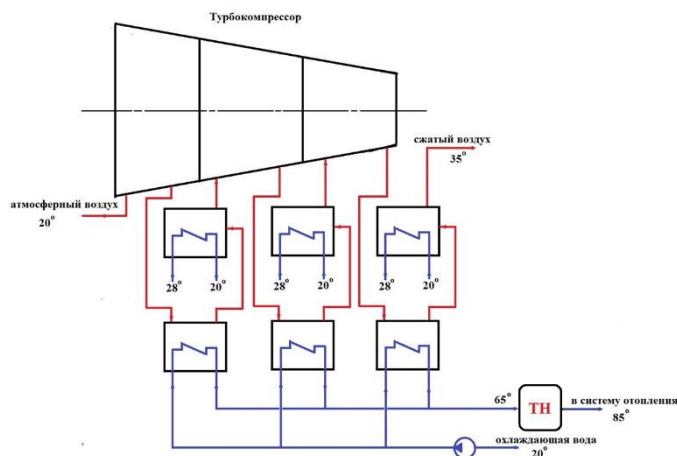 Турбокомпрессор
сжатый воздух
35°
атмосферный воздух
20°
28° 20° 28° 20° 28° 20°
65° ТН в систему отопления
85°
охлаждающая вода
20°